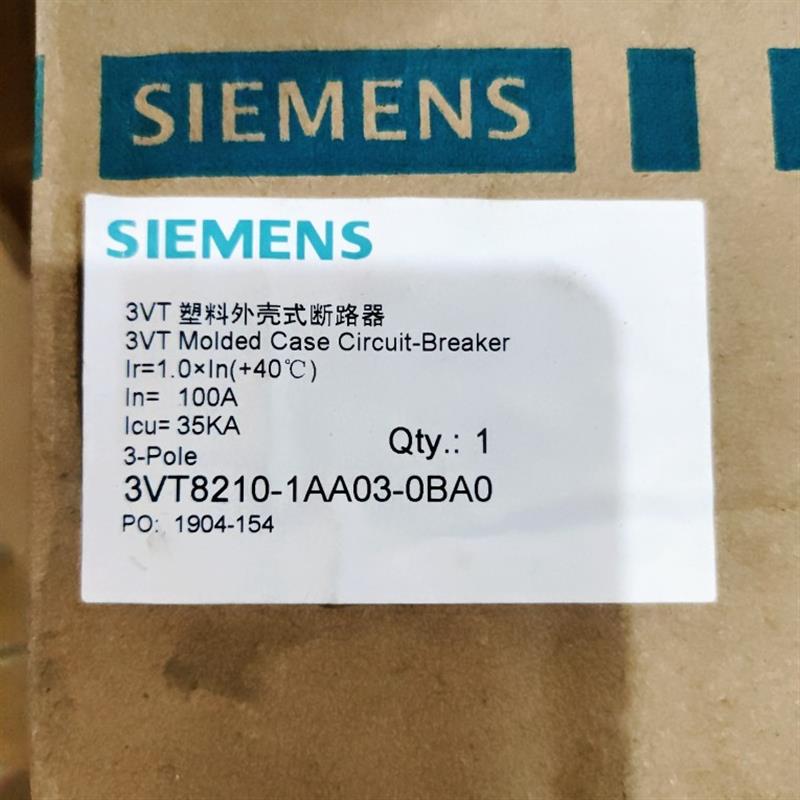 SIEMENS
SIEMENS
3VT 塑料外壳式断路器
3VT Molded Case Circuit-Breaker
Ir=1.0×In(+40℃)
In= 100A
Icu= 35KA
3-Pole
Qty.: 1
3VT8210-1AA03-0BA0
PO: 1904-154